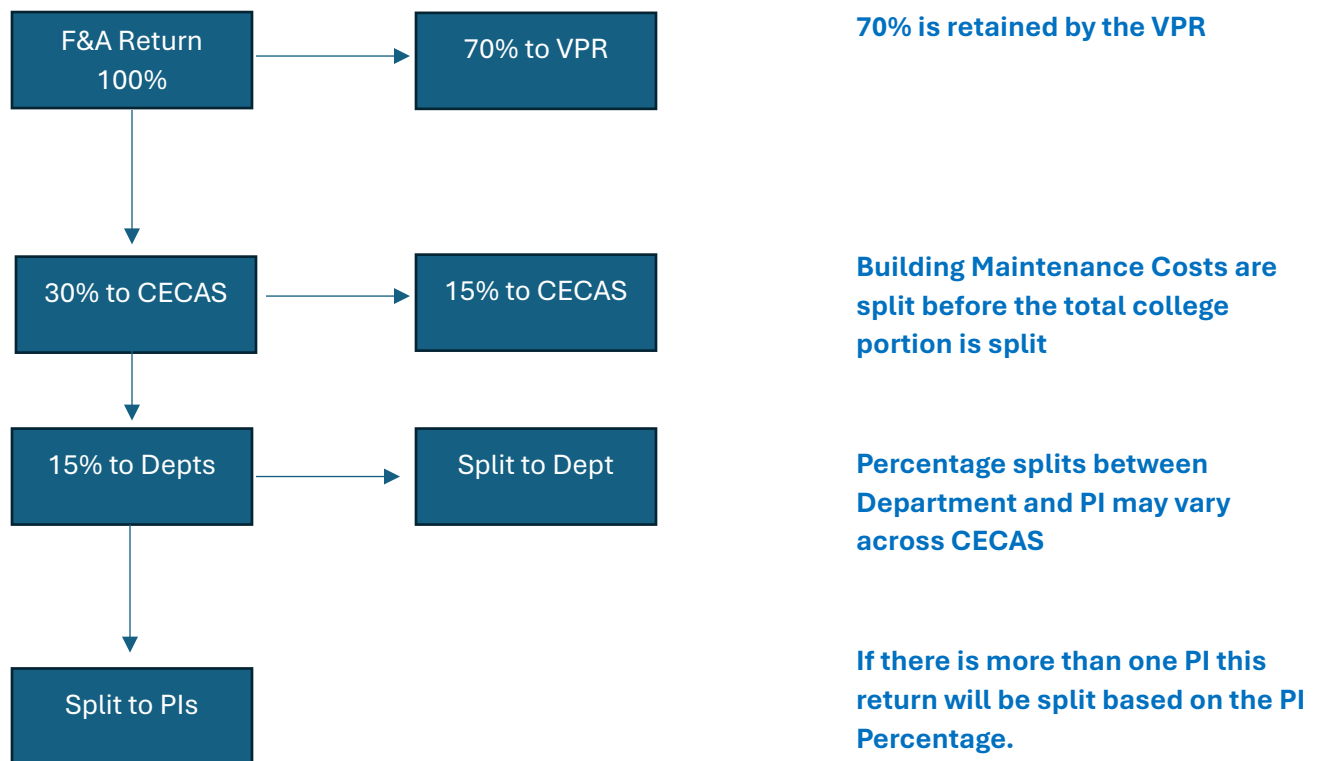 F&A Return
100%
70% to VPR
70% is retained by the VPR
30% to CECAS
15% to CECAS
Building Maintenance Costs are
split before the total college
portion is split
15% to Depts
Split to Dept
Percentage splits between
Department and PI may vary
across CECAS
Split to PIs
If there is more than one PI this
return will be split based on the PI
Percentage.